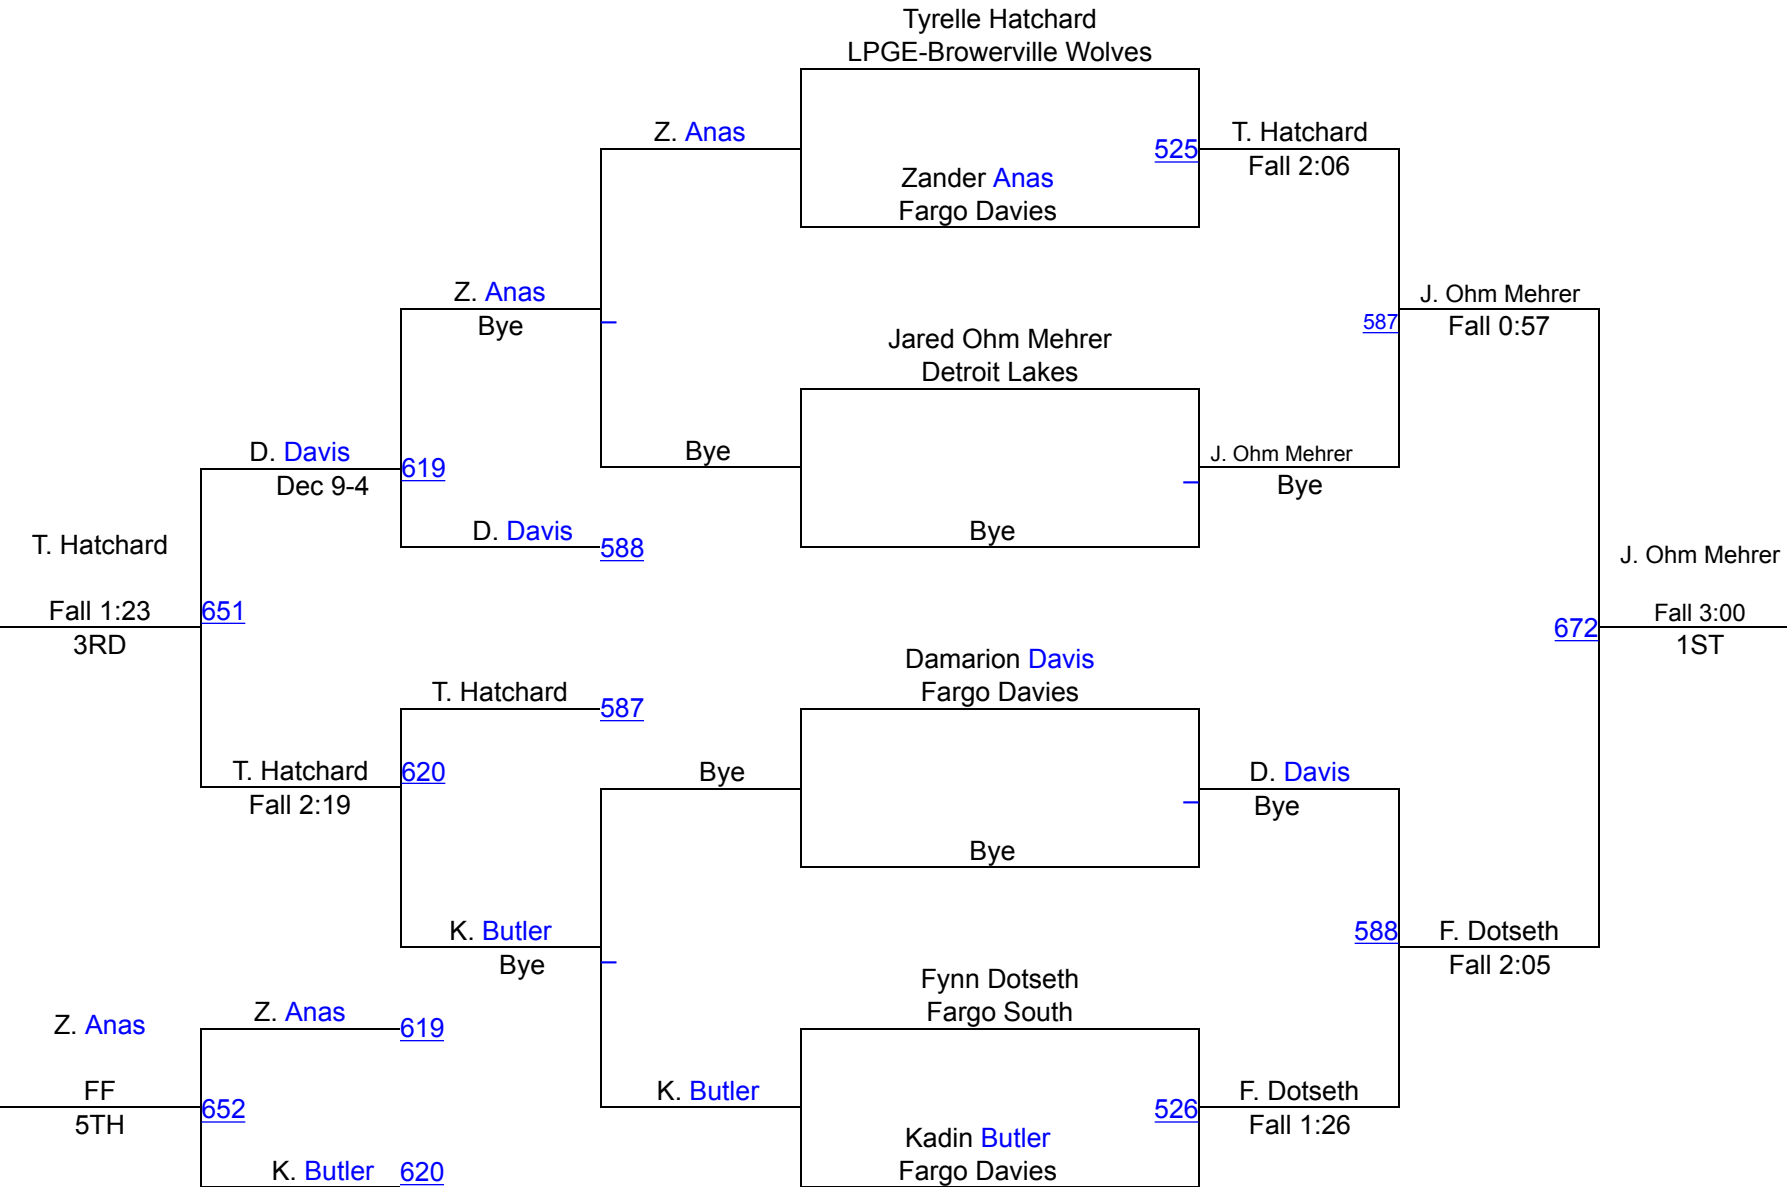 Tyrelle Hatchard
LPGE-Browerville Wolves
Z. Anas
525
T. Hatchard
Fall 2:06
Zander Anas
Fargo Davies
Z. Anas
Bye
J. Ohm Mehrer
587
Fall 0:57
Jared Ohm Mehrer
Detroit Lakes
D. Davis
619
Dec 9-4
Bye
J. Ohm Mehrer
Bye
D. Davis
588
Bye
T. Hatchard
J. Ohm Mehrer
Fall 1:23
651
3RD
672
Fall 3:00
1ST
Damarion Davis
Fargo Davies
T. Hatchard
587
T. Hatchard
620
Fall 2:19
Bye
D. Davis
Bye
Bye
K. Butler
Bye
588
F. Dotseth
Fall 2:05
Fynn Dotseth
Fargo South
Z. Anas
Z. Anas
619
FF
652
5TH
K. Butler
526
F. Dotseth
Fall 1:26
Kadin Butler
Fargo Davies
K. Butler
620